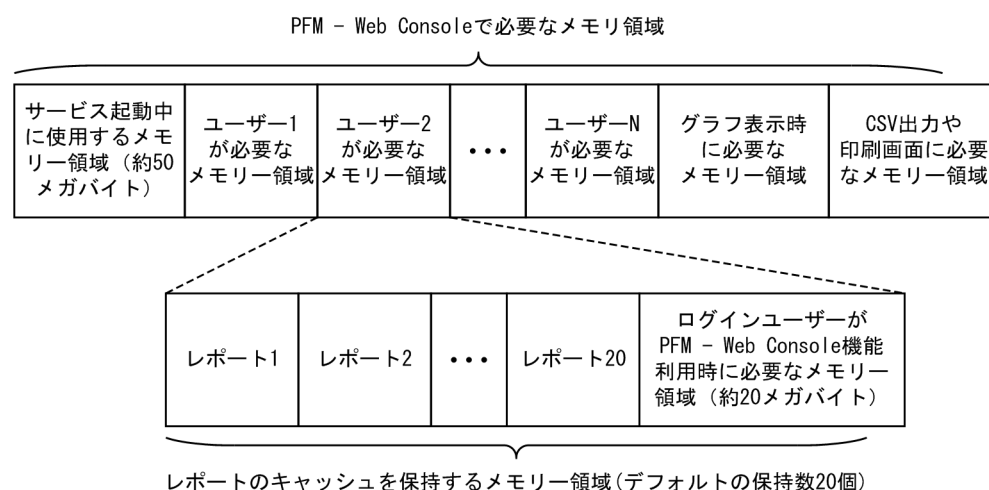 PFM - Web Consoleで必要なメモリ領域
サービス起動中
に使用するメモ
リー領域（約50
メガバイト）
ユーザー1
が必要な
メモリー領域
ユーザー2
が必要な
メモリー領域
•••
ユーザーN
が必要な
メモリー領域
グラフ表示時
に必要な
メモリー領域
CSV出力や
印刷画面に必要
なメモリー領域
レポート1
レポート2
•••
レポート20
ログインユーザーが
PFM - Web Console機能
利用時に必要なメモリー
領域（約20メガバイト）
レポートのキャッシュを保持するメモリー領域(デフォルトの保持数20個)